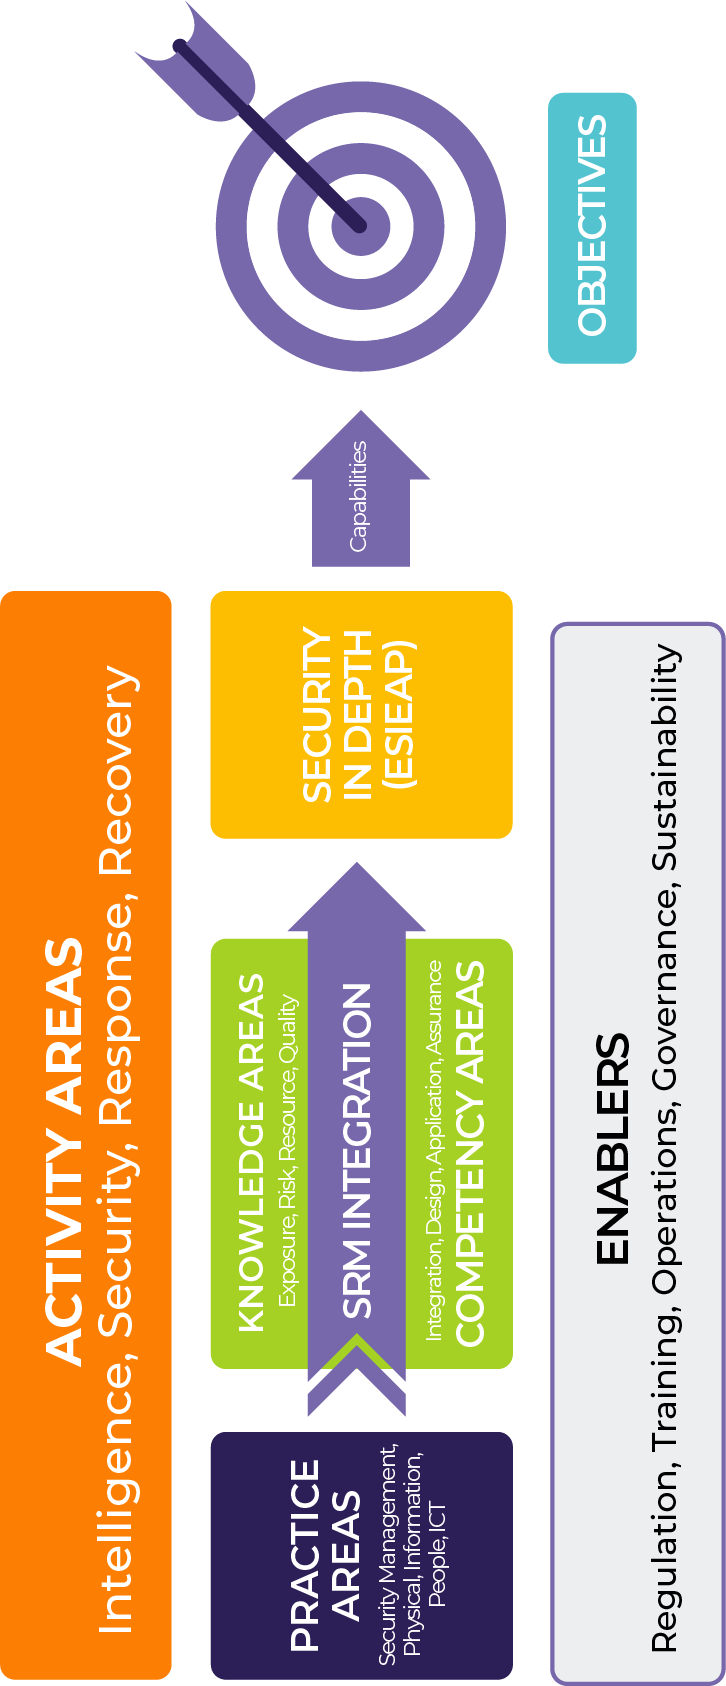 ACTIVITY AREAS
Intelligence, Security, Response, Recovery
PRACTICE
AREAS
Security Management,
Physical, Information,
People, ICT
KNOWLEDGE AREAS
Exposure, Risk, Resource, Quality
SRM INTEGRATION
Integration, Design, Application, Assurance
COMPETENCY AREAS
SECURITY
IN DEPTH
(ESIEAP)
Capabilities
OBJECTIVES
ENABLERS
Regulation, Training, Operations, Governance, Sustainability